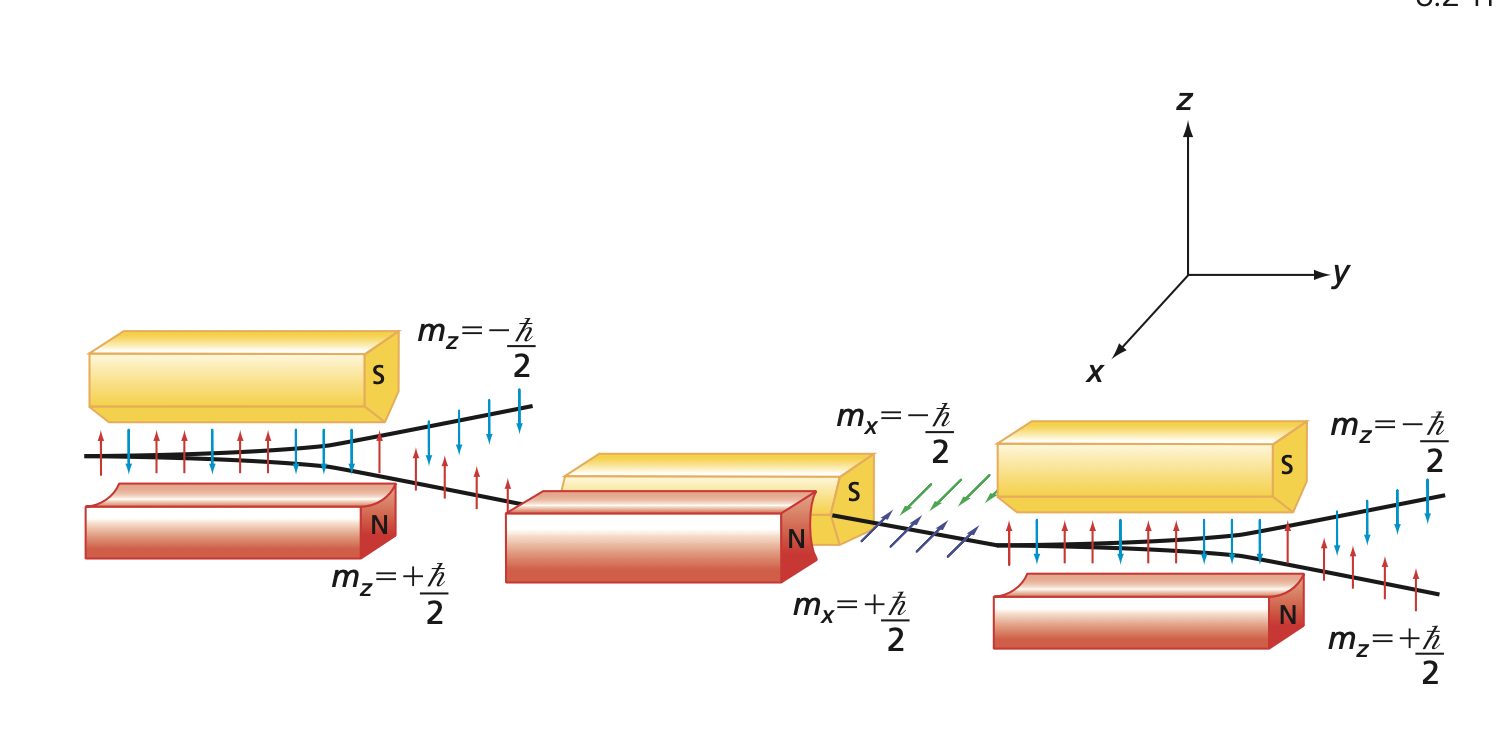 z
y
x
S
N
m_z=-ℏ/2
m_z=+ℏ/2
S
N
m_x=-ℏ/2
m_x=+ℏ/2
S
N
m_z=-ℏ/2
m_z=+ℏ/2